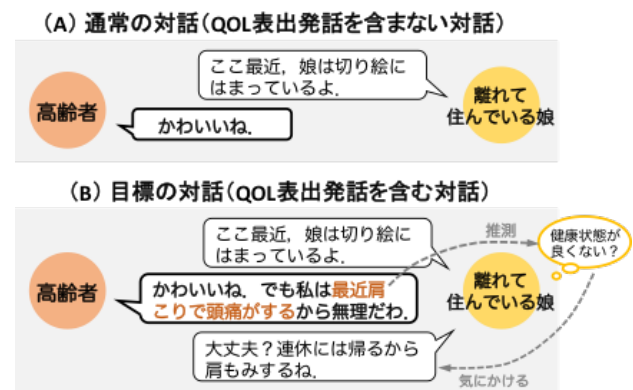 （A）通常の対話（QOL表出発話を含まない対話）
ここ最近，娘は切り絵に
はまっているよ．
高齢者
離れて
住んでいる娘
かわいいね．
（B）目標の対話（QOL表出発話を含む対話）
ここ最近，娘は切り絵に
はまっているよ．
推測
健康状態が
良くない？
高齢者
かわいいね．でも私は最近肩
こりで頭痛がするから無理だわ．
離れて
住んでいる娘
大丈夫？連休には帰るから
肩もみするね．
気にかける